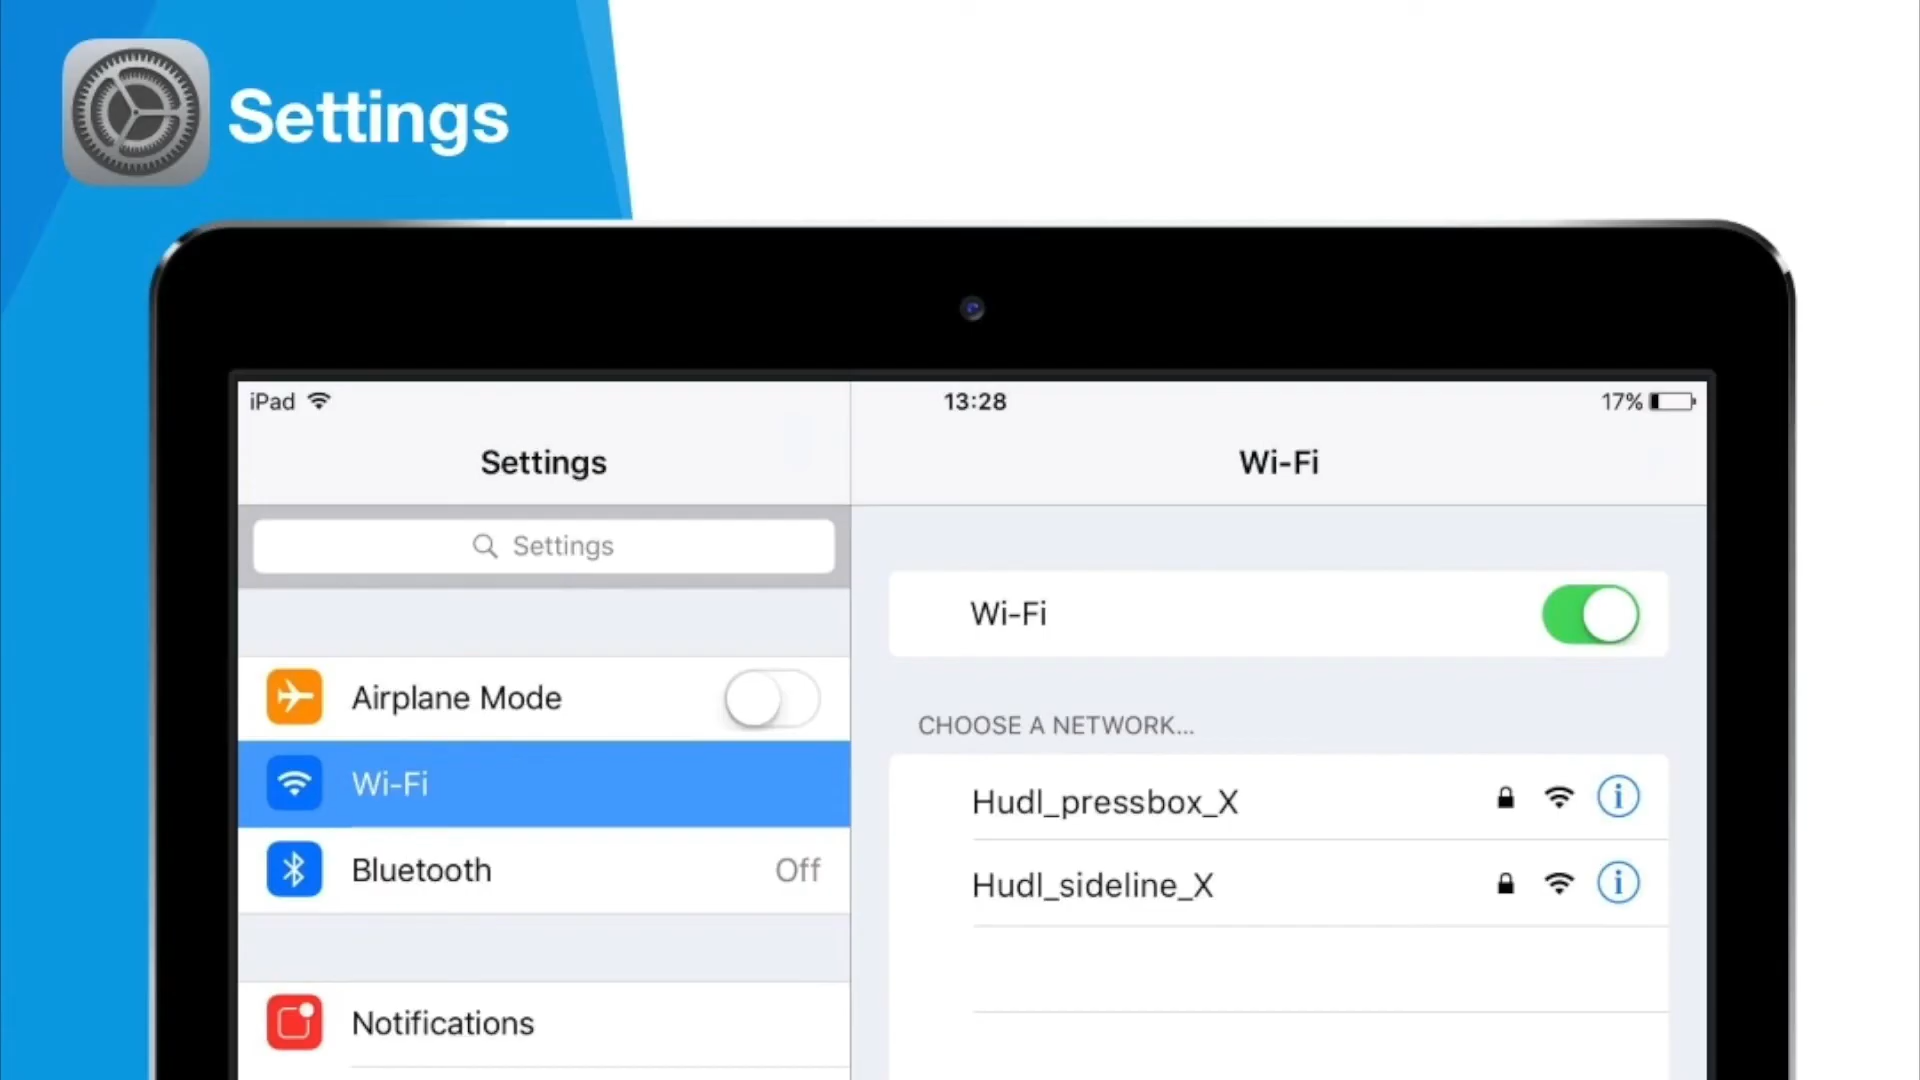 Settings
iPad 13:28 17%
Settings
Wi-Fi
Settings
Wi-Fi
Airplane Mode
CHOOSE A NETWORK...
Wi-Fi
Hudl_pressbox_X
Bluetooth Off
Hudl_sideline_X
Notifications